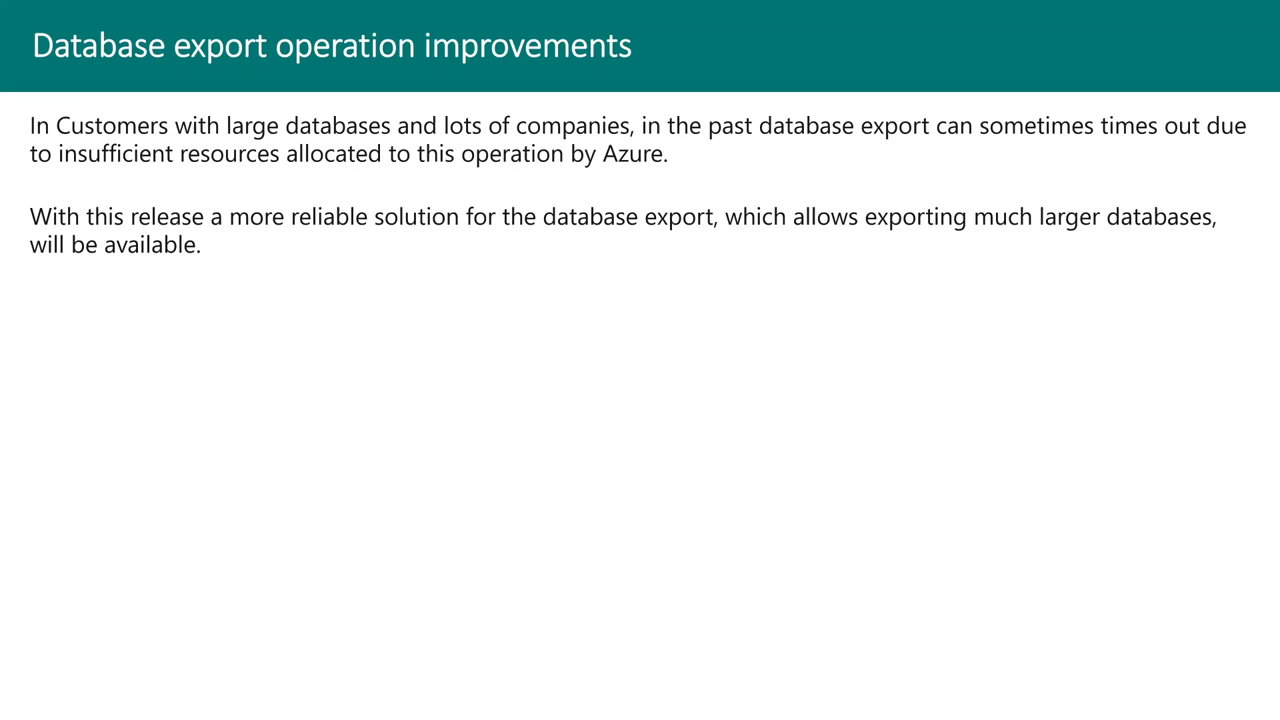 Database export operation improvements
In Customers with large databases and lots of companies, in the past database export can sometimes times out due
to insufficient resources allocated to this operation by Azure.
With this release a more reliable solution for the database export, which allows exporting much larger databases,
will be available.